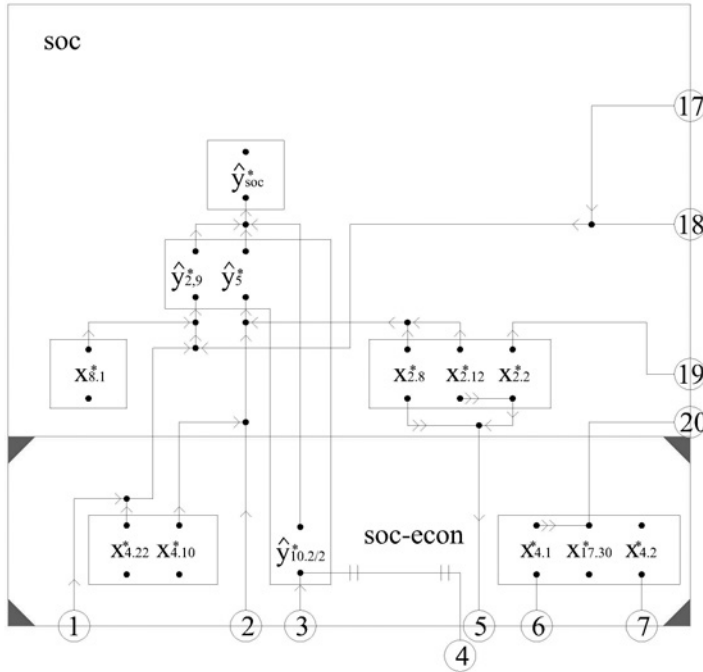 soc
17
ŷ*soc
18
ŷ*2,9 ŷ*5
x*8.1 x*2.8 x*2.12 x*2.2
19
20
x*4.22 x*4.10 ŷ*10.2/2 soc-econ x*4.1 x*17.30 x*4.2
1 2 3 4 5 6 7